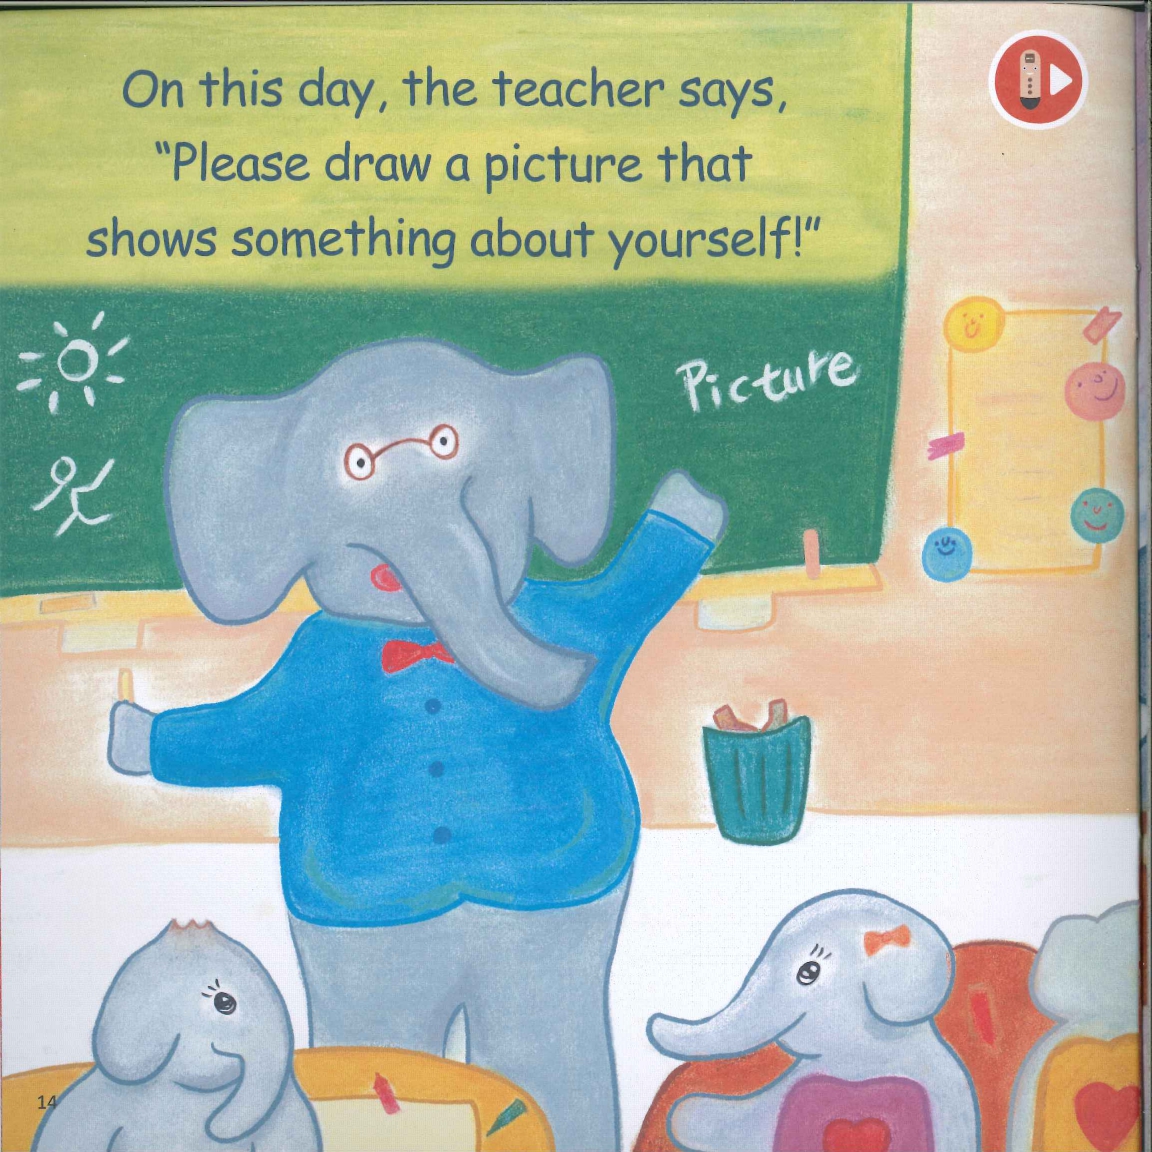 On this day, the teacher says,
“Please draw a picture that
shows something about yourself!”
Picture
14